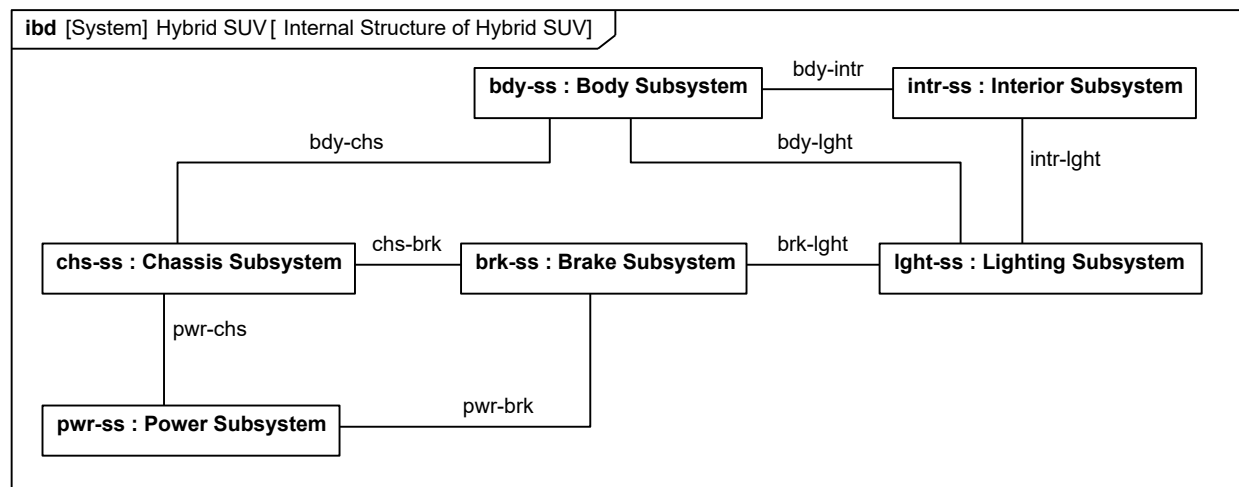 ibd [System] Hybrid SUV [ Internal Structure of Hybrid SUV]
bdy-ss : Body Subsystem
bdy-intr
intr-ss : Interior Subsystem
bdy-chs
bdy-lght
intr-lght
chs-ss : Chassis Subsystem
chs-brk
brk-ss : Brake Subsystem
brk-lght
lght-ss : Lighting Subsystem
pwr-chs
pwr-ss : Power Subsystem
pwr-brk